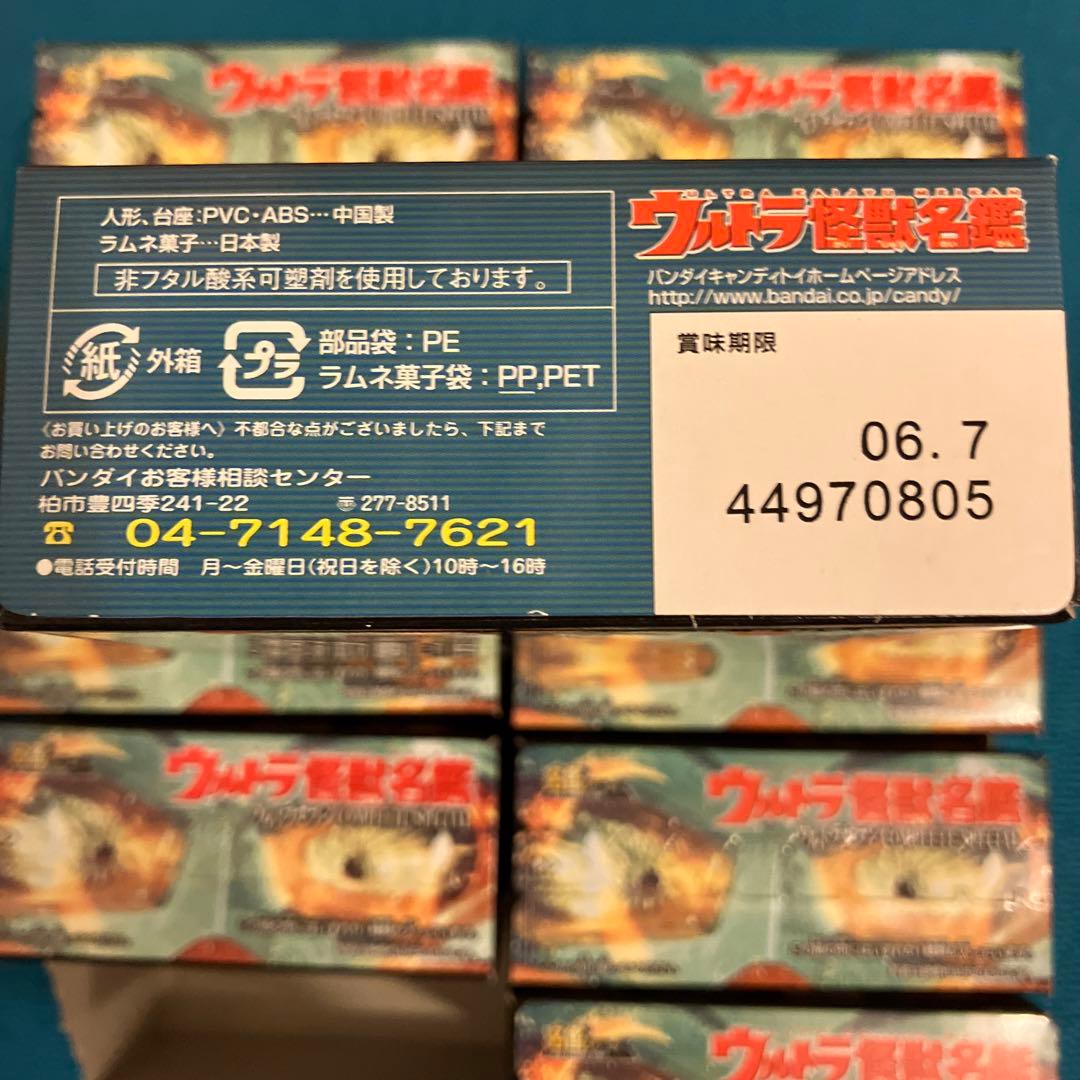 ウルトラ怪獣名鑑
ウルトラ怪獣名鑑
人形、台座:PVC・ABS…中国製
ラムネ菓子…日本製
非フタル酸系可塑剤を使用しております。
紙 外箱
プラ
部品袋:PE
ラムネ菓子袋:PP,PET
《お買い上げのお客様へ》不都合な点がございましたら、下記まで
お問い合わせください。
バンダイお客様相談センター
柏市豊四季241-22 〠277-8511
☎ 04-7148-7621
●電話受付時間 月〜金曜日(祝日を除く)10時〜16時
ULTRA KAIJYU MEIKAN
ウルトラ怪獣名鑑
バンダイキャンディトイホームページアドレス
http://www.bandai.co.jp/candy/
賞味期限
06.7
44970805
ウルトラ怪獣名鑑
ウルトラ怪獣名鑑
ウルトラ怪獣名鑑